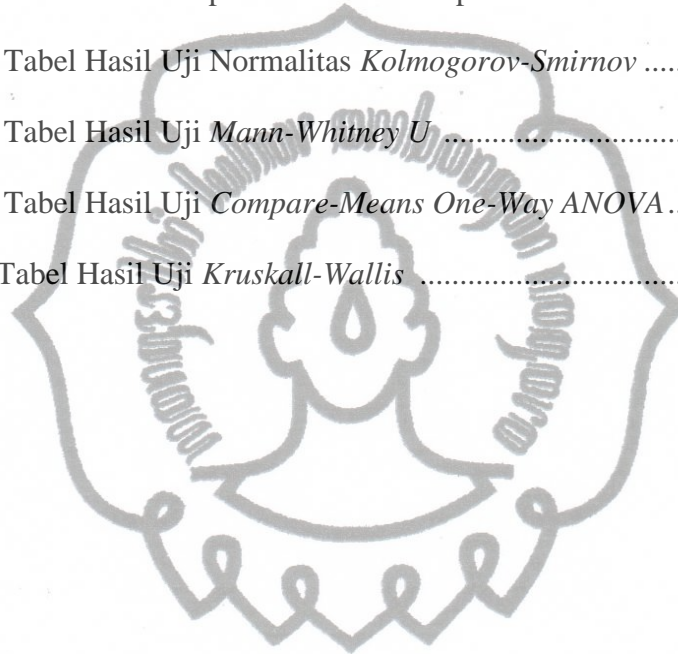 Tabel Hasil Uji Normalitas Kolmogorov-Smirnov .....
Tabel Hasil Uji Mann-Whitney U ..............................
Tabel Hasil Uji Compare-Means One-Way ANOVA ..
Tabel Hasil Uji Kruskall-Wallis .................................